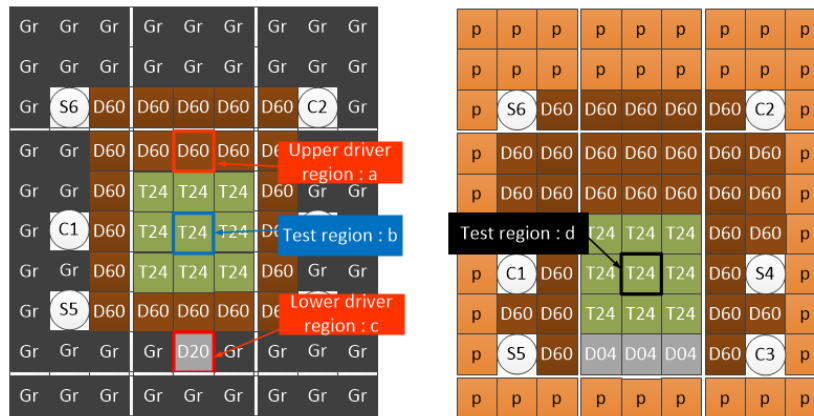 Gr Gr Gr Gr Gr Gr Gr Gr Gr
Gr Gr Gr Gr Gr Gr Gr Gr Gr
Gr S6 D60 D60 D60 D60 D60 C2 Gr
Gr Gr D60 D60 D60 D60
Upper driver
region : a
Gr Gr D60 T24 T24 T24 D60 Gr Gr
Gr C1 D60 T24 T24 T24
Test region : b
Gr Gr D60 T24 T24 T24 D60 Gr Gr
Gr S5 D60 D60 D60 D60 D60
Lower driver
region : c
Gr Gr Gr Gr D20 Gr Gr Gr Gr
Gr Gr Gr Gr Gr Gr Gr Gr Gr
p p p p p p p p p
p p p p p p p p p
p S6 D60 D60 D60 D60 D60 C2 p
p D60 D60 D60 D60 D60 D60 D60 p
p D60 D60 D60 D60 D60 D60 D60 p
Test region : d
T24 T24 T24 D60 D60 p
p C1 D60 T24 T24 T24 D60 S4 p
p D60 D60 T24 T24 T24 D60 D60 p
p S5 D60 D04 D04 D04 D60 C3 p
p p p p p p p p p